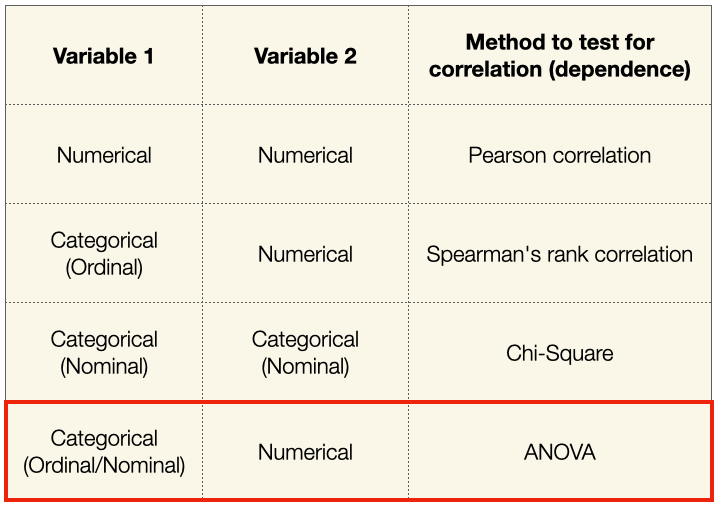 Variable 1
Variable 2
Method to test for
correlation (dependence)
Numerical
Numerical
Pearson correlation
Categorical
(Ordinal)
Numerical
Spearman's rank correlation
Categorical
(Nominal)
Categorical
(Nominal)
Chi-Square
Categorical
(Ordinal/Nominal)
Numerical
ANOVA